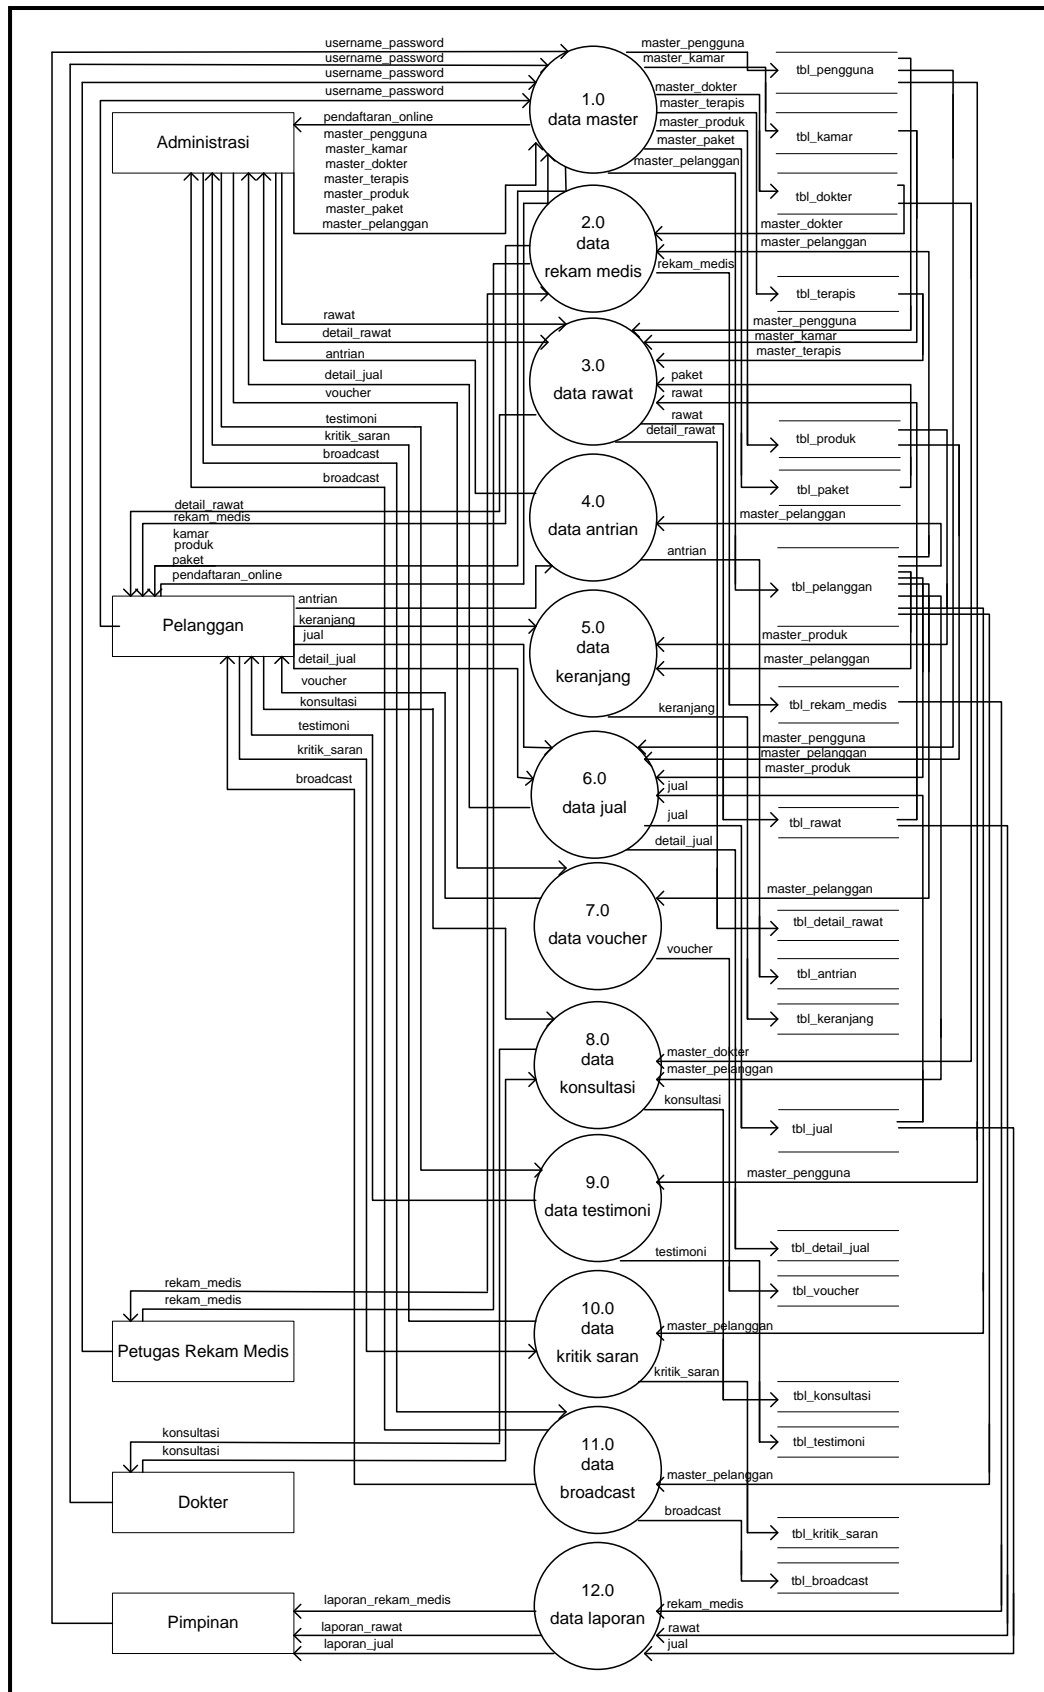 username_password
username_password
username_password
username_password
pendaftaran_online
master_pengguna
master_kamar
master_dokter
master_terapis
master_produk
master_paket
master_pelanggan
Administrasi
1.0
data master
master_pengguna
master_kamar
master_dokter
master_terapis
master_produk
master_paket
master_pelanggan
tbl_pengguna
tbl_kamar
tbl_dokter
2.0
data
rekam medis
master_dokter
master_pelanggan
rekam_medis
tbl_terapis
rawat
detail_rawat
antrian
detail_jual
voucher
testimoni
kritik_saran
broadcast
broadcast
3.0
data rawat
master_pengguna
master_kamar
master_terapis
paket
rawat
rawat
detail_rawat
tbl_produk
tbl_paket
detail_rawat
rekam_medis
kamar
produk
paket
pendaftaran_online
4.0
data antrian
master_pelanggan
antrian
tbl_pelanggan
Pelanggan
antrian
keranjang
jual
detail_jual
voucher
konsultasi
testimoni
kritik_saran
broadcast
5.0
data
keranjang
master_produk
master_pelanggan
keranjang
tbl_rekam_medis
6.0
data jual
master_pengguna
master_pelanggan
master_produk
jual
jual
detail_jual
tbl_rawat
7.0
data voucher
master_pelanggan
voucher
tbl_detail_rawat
tbl_antrian
tbl_keranjang
8.0
data
konsultasi
master_dokter
master_pelanggan
konsultasi
tbl_jual
9.0
data testimoni
master_pengguna
testimoni
tbl_detail_jual
tbl_voucher
rekam_medis
rekam_medis
Petugas Rekam Medis
10.0
data
kritik saran
master_pelanggan
kritik_saran
tbl_konsultasi
tbl_testimoni
konsultasi
konsultasi
Dokter
11.0
data
broadcast
master_pelanggan
broadcast
tbl_kritik_saran
tbl_broadcast
Pimpinan
laporan_rekam_medis
laporan_rawat
laporan_jual
12.0
data laporan
rekam_medis
rawat
jual